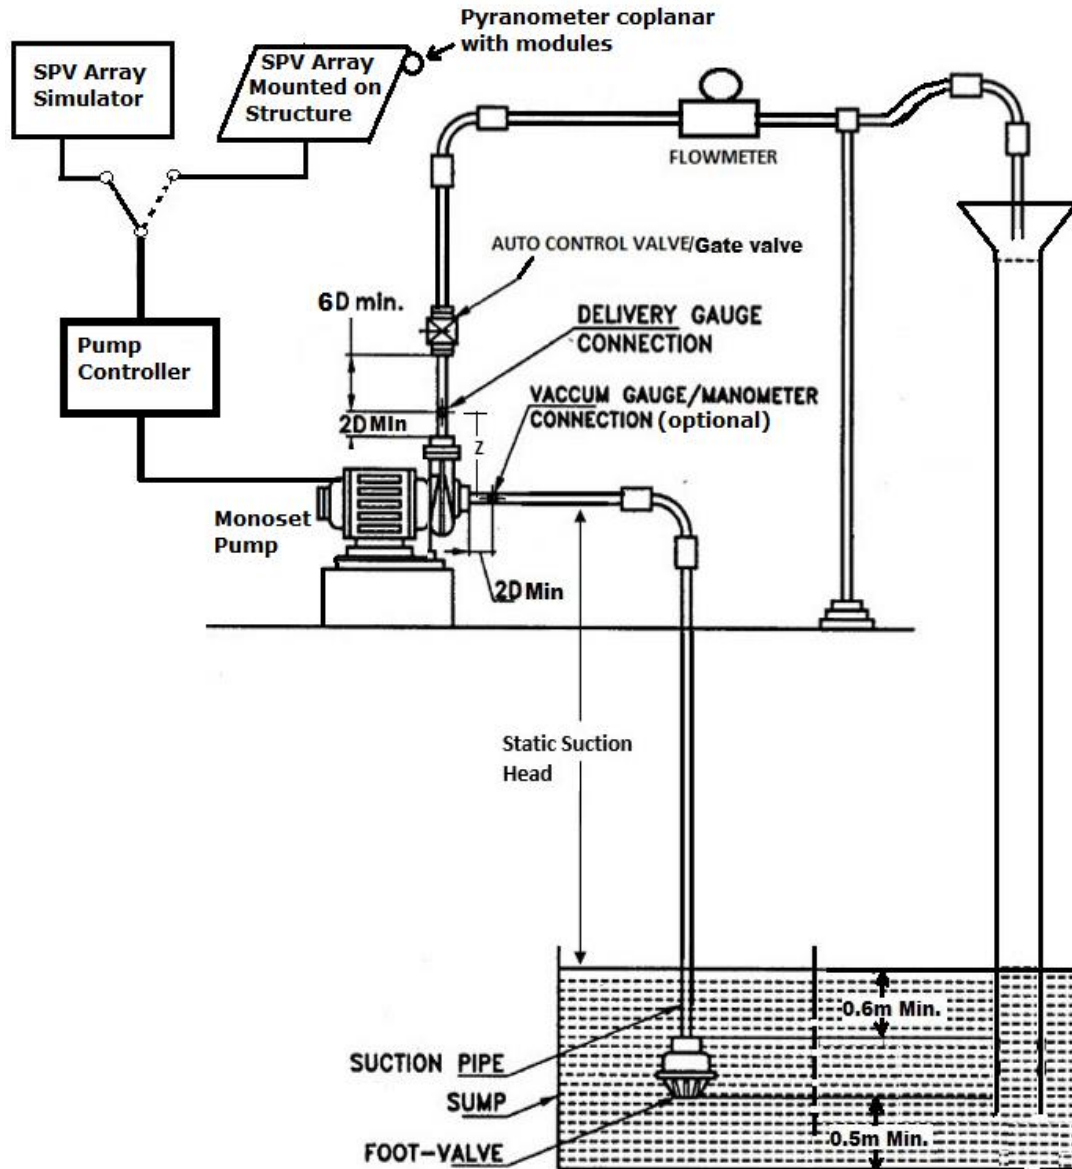 Pyranometer coplanar
with modules
SPV Array
Simulator
SPV Array
Mounted on
Structure
FLOWMETER
AUTO CONTROL VALVE/Gate valve
6D min.
DELIVERY GAUGE
CONNECTION
Pump
Controller
VACCUM GAUGE/MANOMETER
CONNECTION (optional)
2D Min
Z
Monoset
Pump
2D Min
Static Suction
Head
0.6m Min.
SUCTION PIPE
SUMP
FOOT-VALVE
0.5m Min.